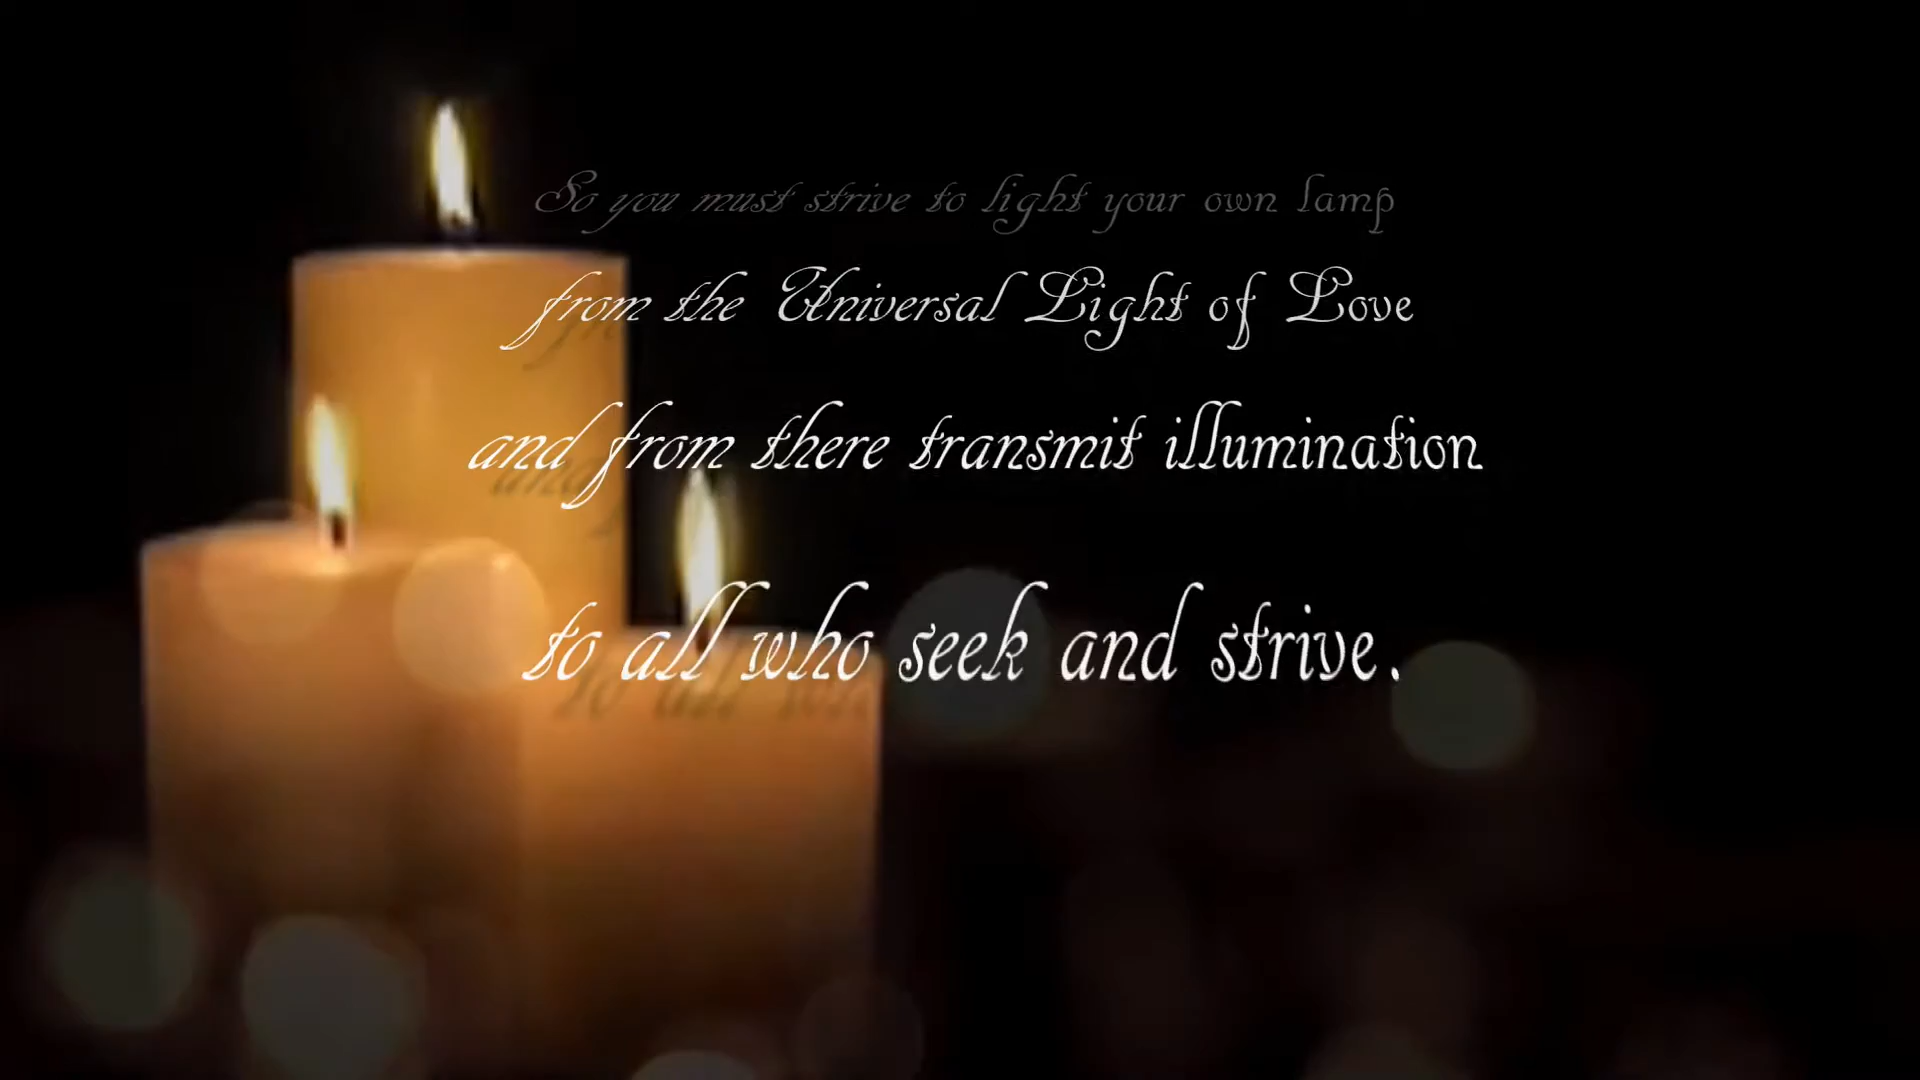 So you must strive to light your own lamp
from the Universal Light of Love
and from there transmit illumination
to all who seek and strive.